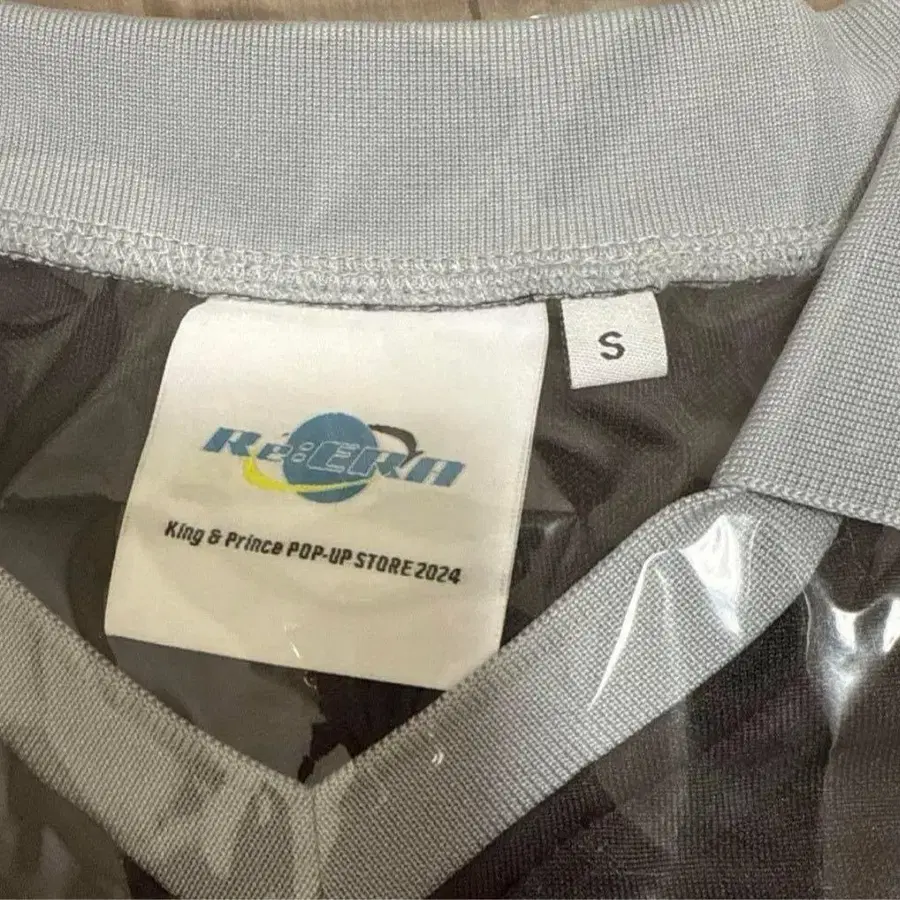 Re:ERA
King & Prince POP-UP STORE 2024
S